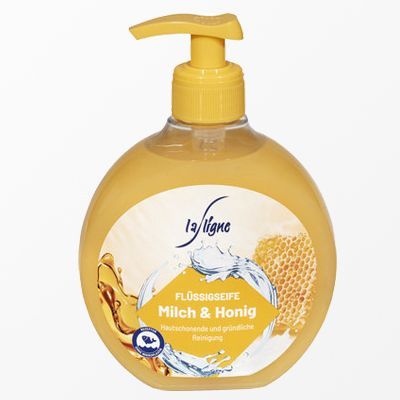 la ligne
FLÜSSIGSEIFE
Milch & Honig
Hautschonende und gründliche
Reinigung